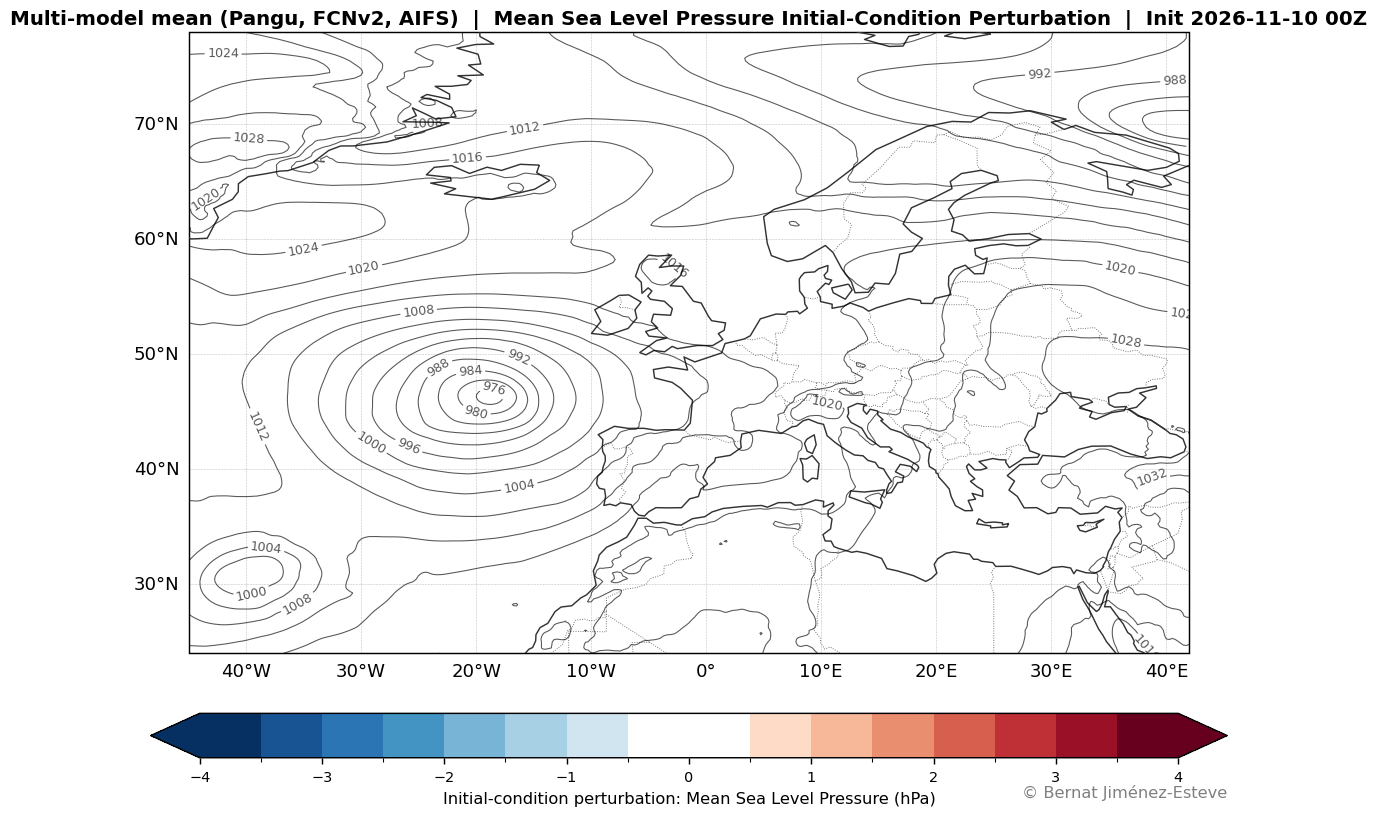 Multi-model mean (Pangu, FCNv2, AIFS) | Mean Sea Level Pressure Initial-Condition Perturbation | Init 2026-11-10 00Z
1024
992
988
1028
1008
1012
70°N
1016
1020
1024
60°N
1020
1016
1020
1008
1028
50°N
992
988
984
976
980
1020
1012
1000
996
40°N
1004
1032
1004
1000
1008
30°N
40°W 30°W 20°W 10°W 0° 10°E 20°E 30°E 40°E
−4 −3 −2 −1 0 1 2 3 4
Initial-condition perturbation: Mean Sea Level Pressure (hPa)
© Bernat Jiménez-Esteve